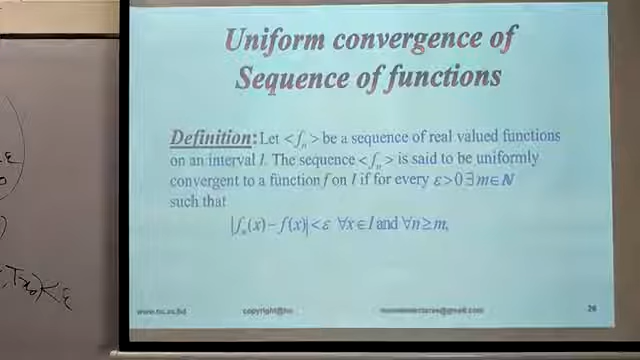 Uniform convergence of
Sequence of functions
Definition: Let <fₙ> be a sequence of real valued functions
on an interval I. The sequence <fₙ> is said to be uniformly
convergent to a function f on I if for every ε>0 ∃ m∈N
such that
|fₙ(x)−f(x)|<ε ∀x∈I and ∀n≥m,
26